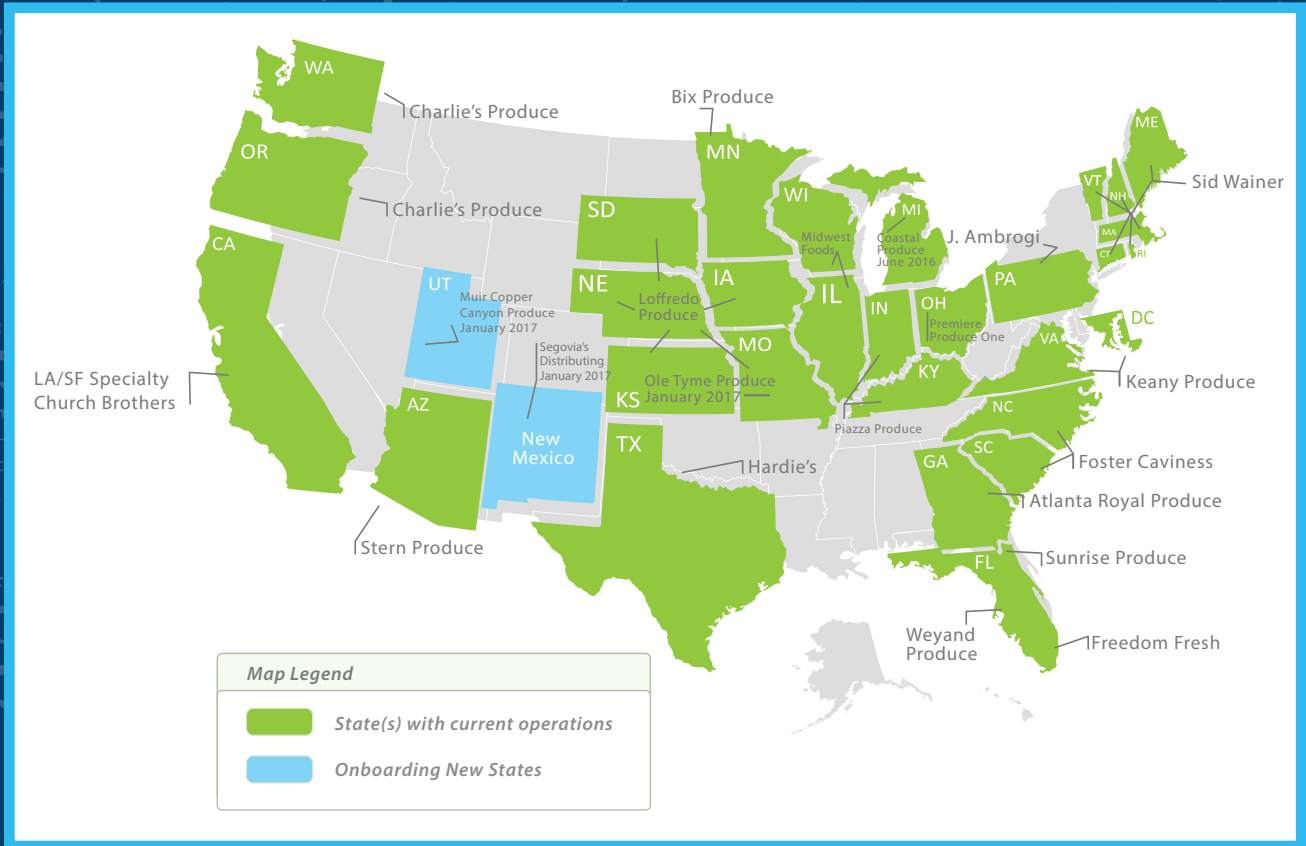 WA
Charlie's Produce
OR
Charlie's Produce
CA
LA/SF Specialty
Church Brothers
UT
Muir Copper
Canyon Produce
January 2017
Segovia's
Distributing
January 2017
AZ
Stern Produce
New
Mexico
Bix Produce
MN
SD
NE
Loffredo
Produce
IA
WI
Midwest
Foods
MI
Coastal
Produce
June 2016
IL
IN
OH
Premiere
Produce One
MO
Ole Tyme Produce
January 2017
KS
KY
Piazza Produce
TX
Hardie's
J. Ambrogi
PA
ME
VT
NH
MA
CT
RI
Sid Wainer
DC
VA
Keany Produce
NC
SC
Foster Caviness
GA
Atlanta Royal Produce
FL
Sunrise Produce
Weyand
Produce
Freedom Fresh
Map Legend
State(s) with current operations
Onboarding New States